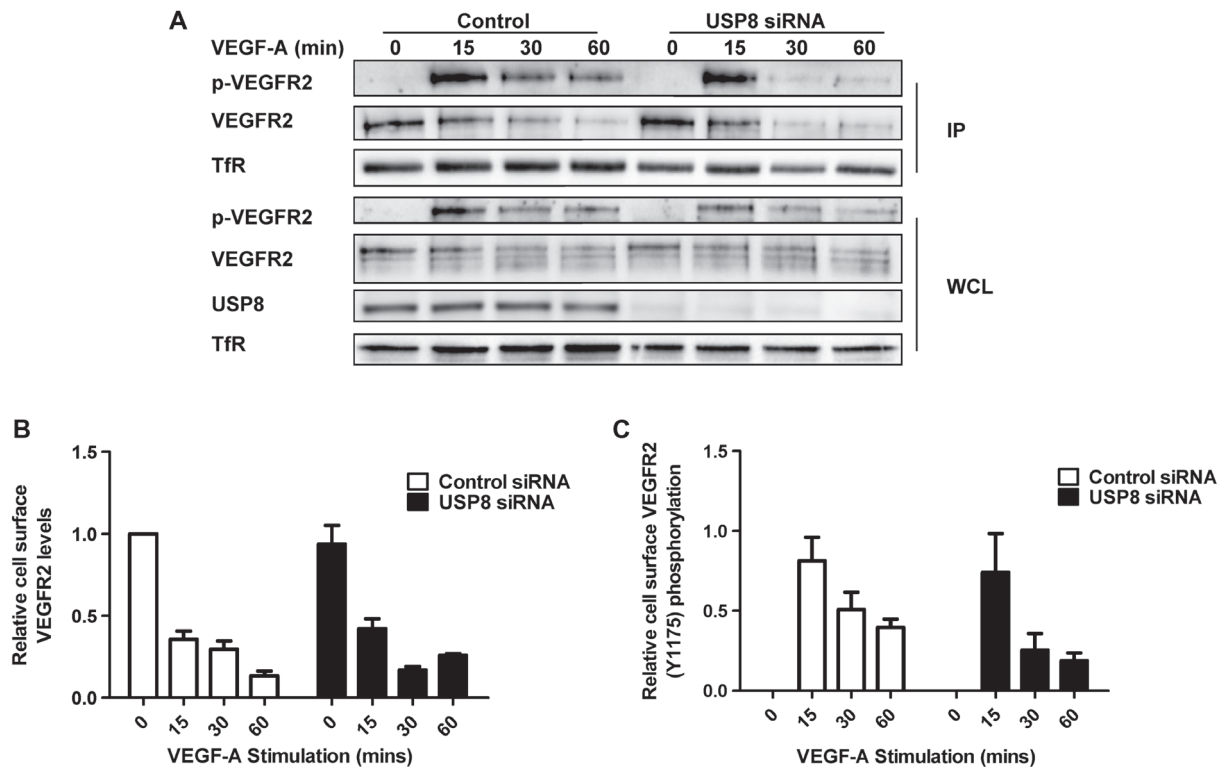 A
Control USP8 siRNA
VEGF-A (min) 0 15 30 60 0 15 30 60
p-VEGFR2
VEGFR2
TfR
IP
p-VEGFR2
VEGFR2
USP8
TfR
WCL
B
Relative cell surface
VEGFR2 levels
1.5
1.0
0.5
0.0
Control siRNA
USP8 siRNA
0 15 30 60 0 15 30 60
VEGF-A Stimulation (mins)
C
Relative cell surface VEGFR2
(Y1175) phosphorylation
1.5
1.0
0.5
0.0
Control siRNA
USP8 siRNA
0 15 30 60 0 15 30 60
VEGF-A Stimulation (mins)